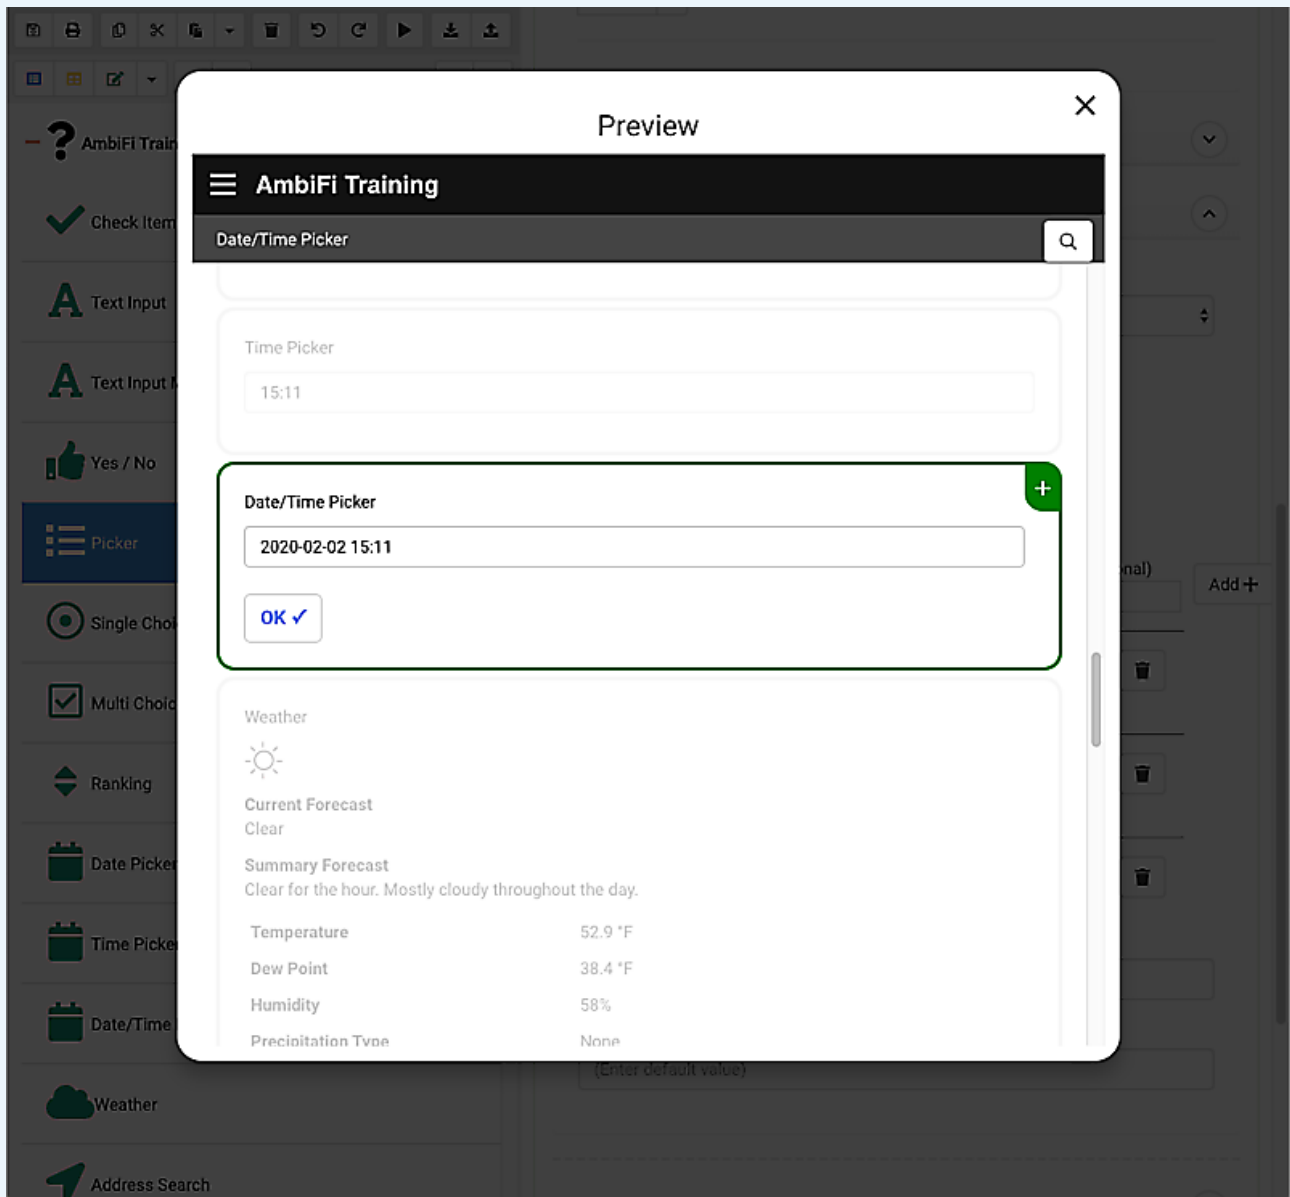 AmbiFi Train
Check Item
Text Input
Text Input
Yes / No
Picker
Single Choi
Multi Choic
Ranking
Date Picker
Time Picke
Date/Time
Weather
Address Search
Preview
AmbiFi Training
Date/Time Picker
Time Picker
15:11
Date/Time Picker
2020-02-02 15:11
OK ✓
Weather
Current Forecast
Clear
Summary Forecast
Clear for the hour. Mostly cloudy throughout the day.
Temperature 52.9 °F
Dew Point 38.4 °F
Humidity 58%
Precipitation Type None
nal)
Add +
(Enter default value)